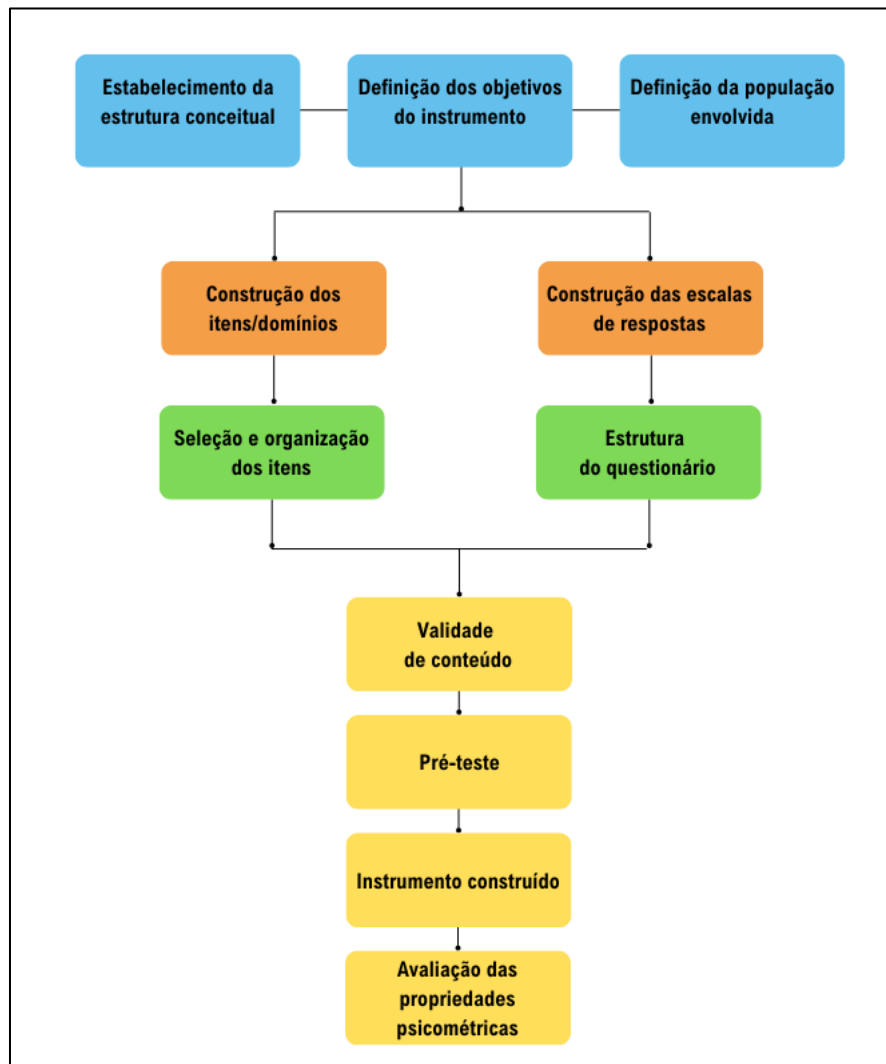 Estabelecimento da
estrutura conceitual
Definição dos objetivos
do instrumento
Definição da população
envolvida
Construção dos
itens/domínios
Construção das escalas
de respostas
Seleção e organização
dos itens
Estrutura
do questionário
Validade
de conteúdo
Pré-teste
Instrumento construído
Avaliação das
propriedades
psicométricas